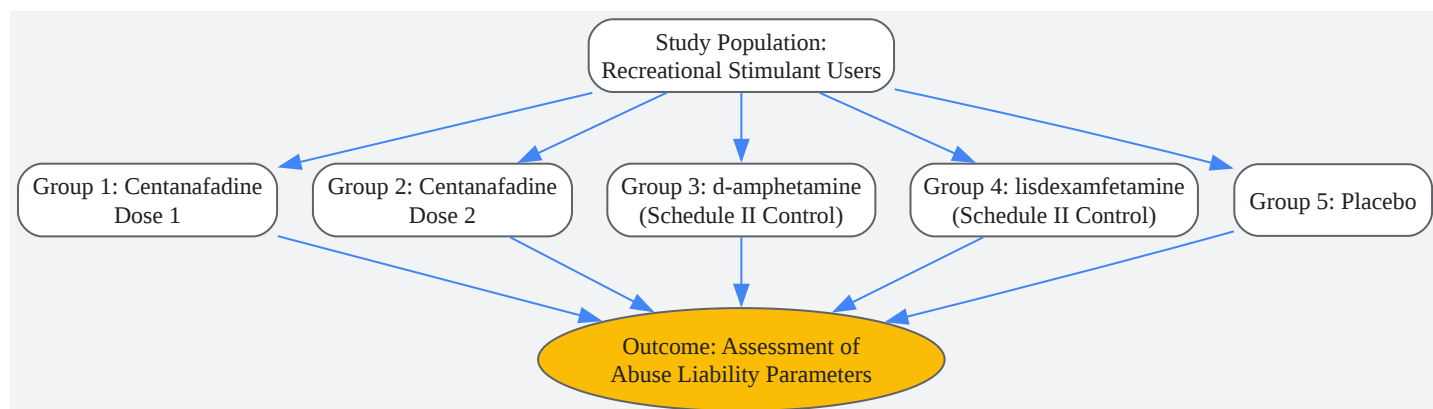 Study Population:
Recreational Stimulant Users
Group 1: Centanafadine
Dose 1
Group 2: Centanafadine
Dose 2
Group 3: d-amphetamine
(Schedule II Control)
Group 4: lisdexamfetamine
(Schedule II Control)
Group 5: Placebo
Outcome: Assessment of
Abuse Liability Parameters